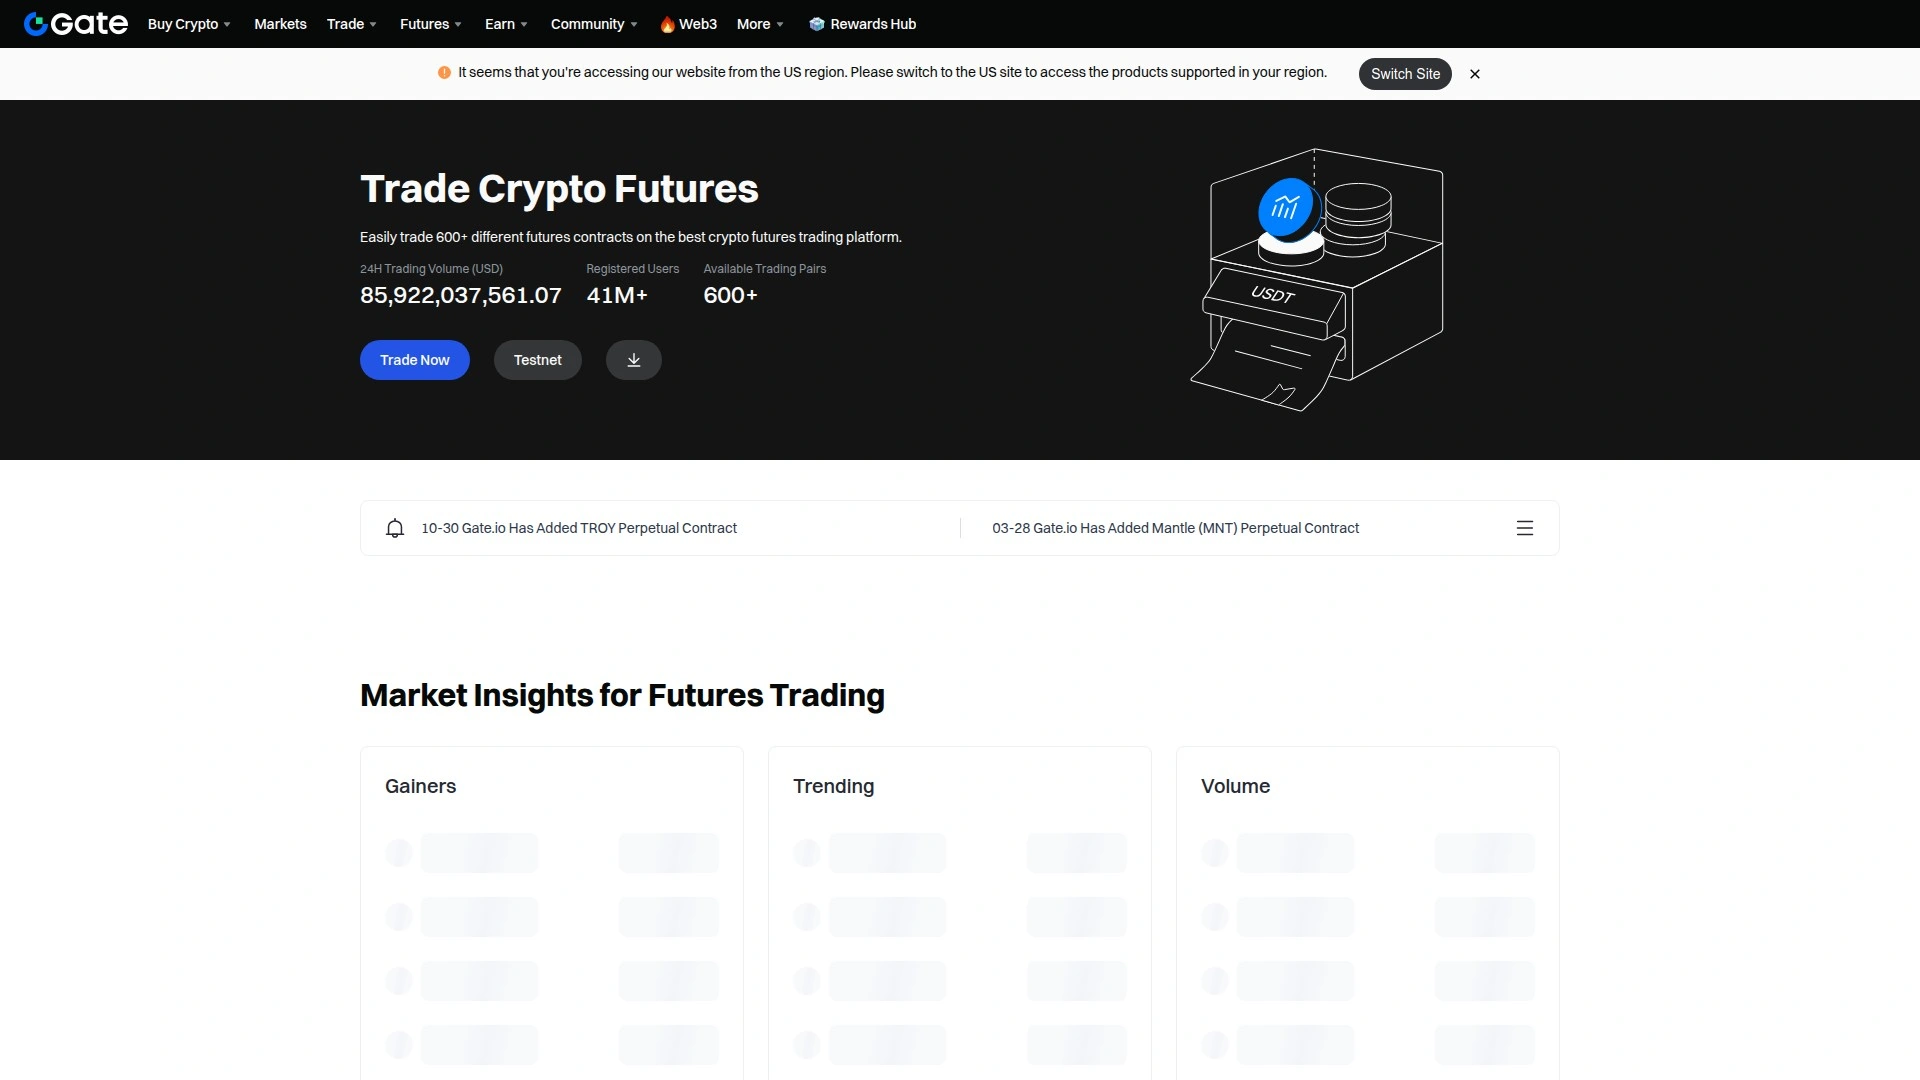 Gate
Buy Crypto
Markets
Trade
Futures
Earn
Community
Web3
More
Rewards Hub
It seems that you're accessing our website from the US region. Please switch to the US site to access the products supported in your region.
Switch Site
Trade Crypto Futures
Easily trade 600+ different futures contracts on the best crypto futures trading platform.
24H Trading Volume (USD)
Registered Users
Available Trading Pairs
85,922,037,561.07
41M+
600+
Trade Now
Testnet
USDT
10-30 Gate.io Has Added TROY Perpetual Contract
03-28 Gate.io Has Added Mantle (MNT) Perpetual Contract
Market Insights for Futures Trading
Gainers
Trending
Volume